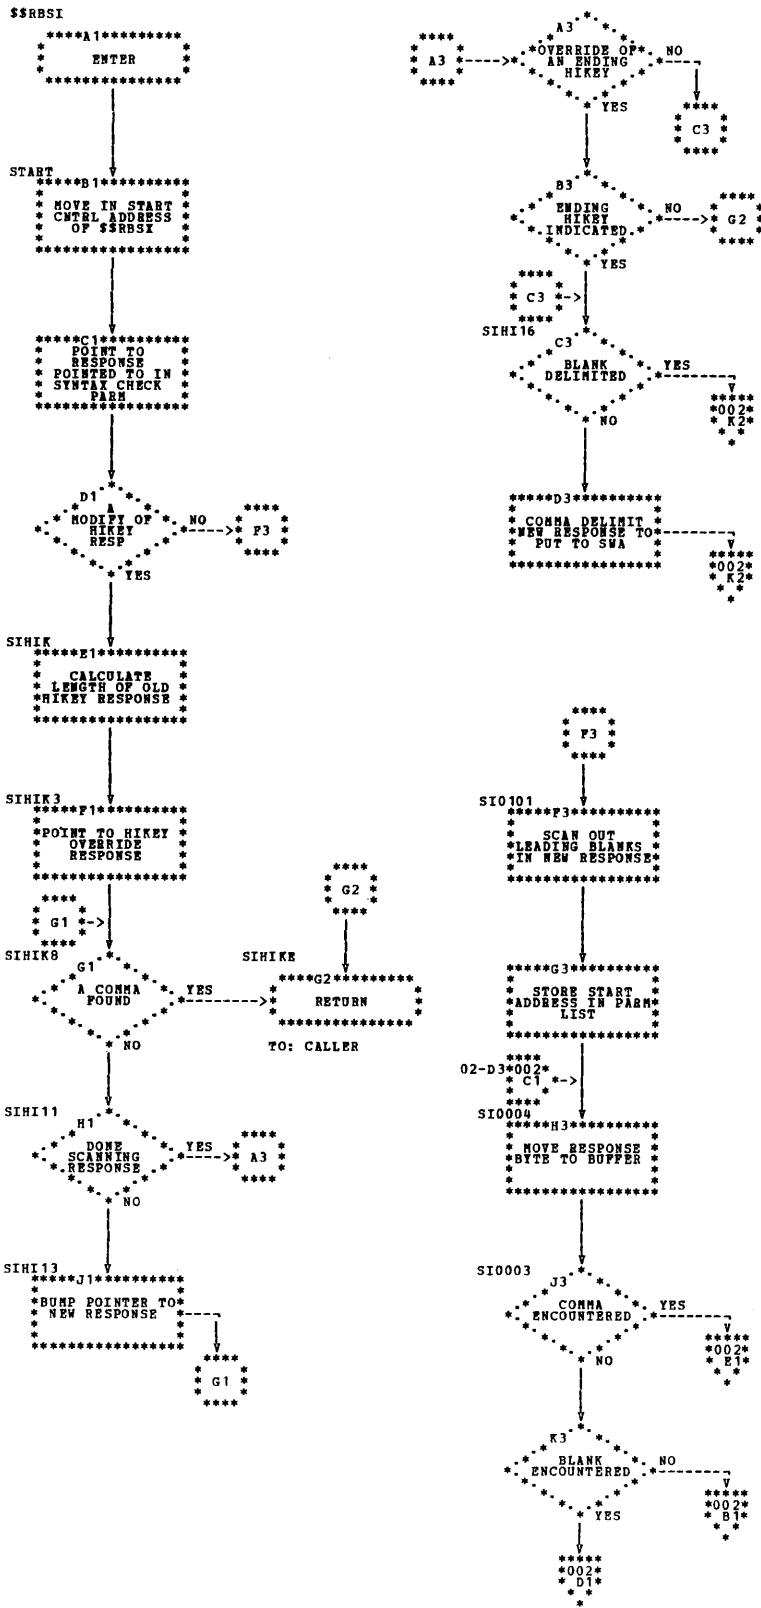 $$RBSI
A1
ENTER
START
B1
MOVE IN START
CNTRL ADDRESS
OF $$RBSI
C1
POINT TO
RESPONSE
POINTED TO IN
SYNTAX CHECK
PARM
D1
A
MODIFY OF
HIKEY
RESP
NO
F3
YES
SIHIK
E1
CALCULATE
LENGTH OF OLD
HIKEY RESPONSE
SIHIK3
F1
POINT TO HIKEY
OVERRIDE
RESPONSE
G1
SIHIK8
G1
A COMMA
FOUND
YES
NO
G2
SIHIKE
G2
RETURN
TO: CALLER
SIHI11
H1
DONE
SCANNING
RESPONSE
YES
A3
NO
SIHI13
J1
BUMP POINTER TO
NEW RESPONSE
G1
A3
A3
OVERRIDE OF
AN ENDING
HIKEY
NO
C3
YES
B3
ENDING
HIKEY
INDICATED
NO
G2
YES
C3
SIHI16
C3
BLANK
DELIMITED
YES
002
K2
NO
D3
COMMA DELIMIT
NEW RESPONSE TO
PUT TO SWA
002
K2
F3
SI0101
F3
SCAN OUT
LEADING BLANKS
IN NEW RESPONSE
G3
STORE START
ADDRESS IN PARM
LIST
02-D3*002*
C1
SI0004
H3
MOVE RESPONSE
BYTE TO BUFFER
SI0003
J3
COMMA
ENCOUNTERED
YES
002
E1
NO
K3
BLANK
ENCOUNTERED
NO
002
B1
YES
002
D1